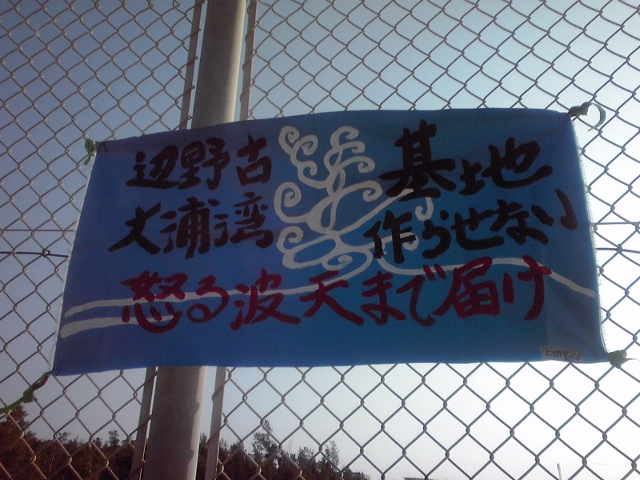 辺野古 基地
大浦湾 作らせない
怒る波天まで届け